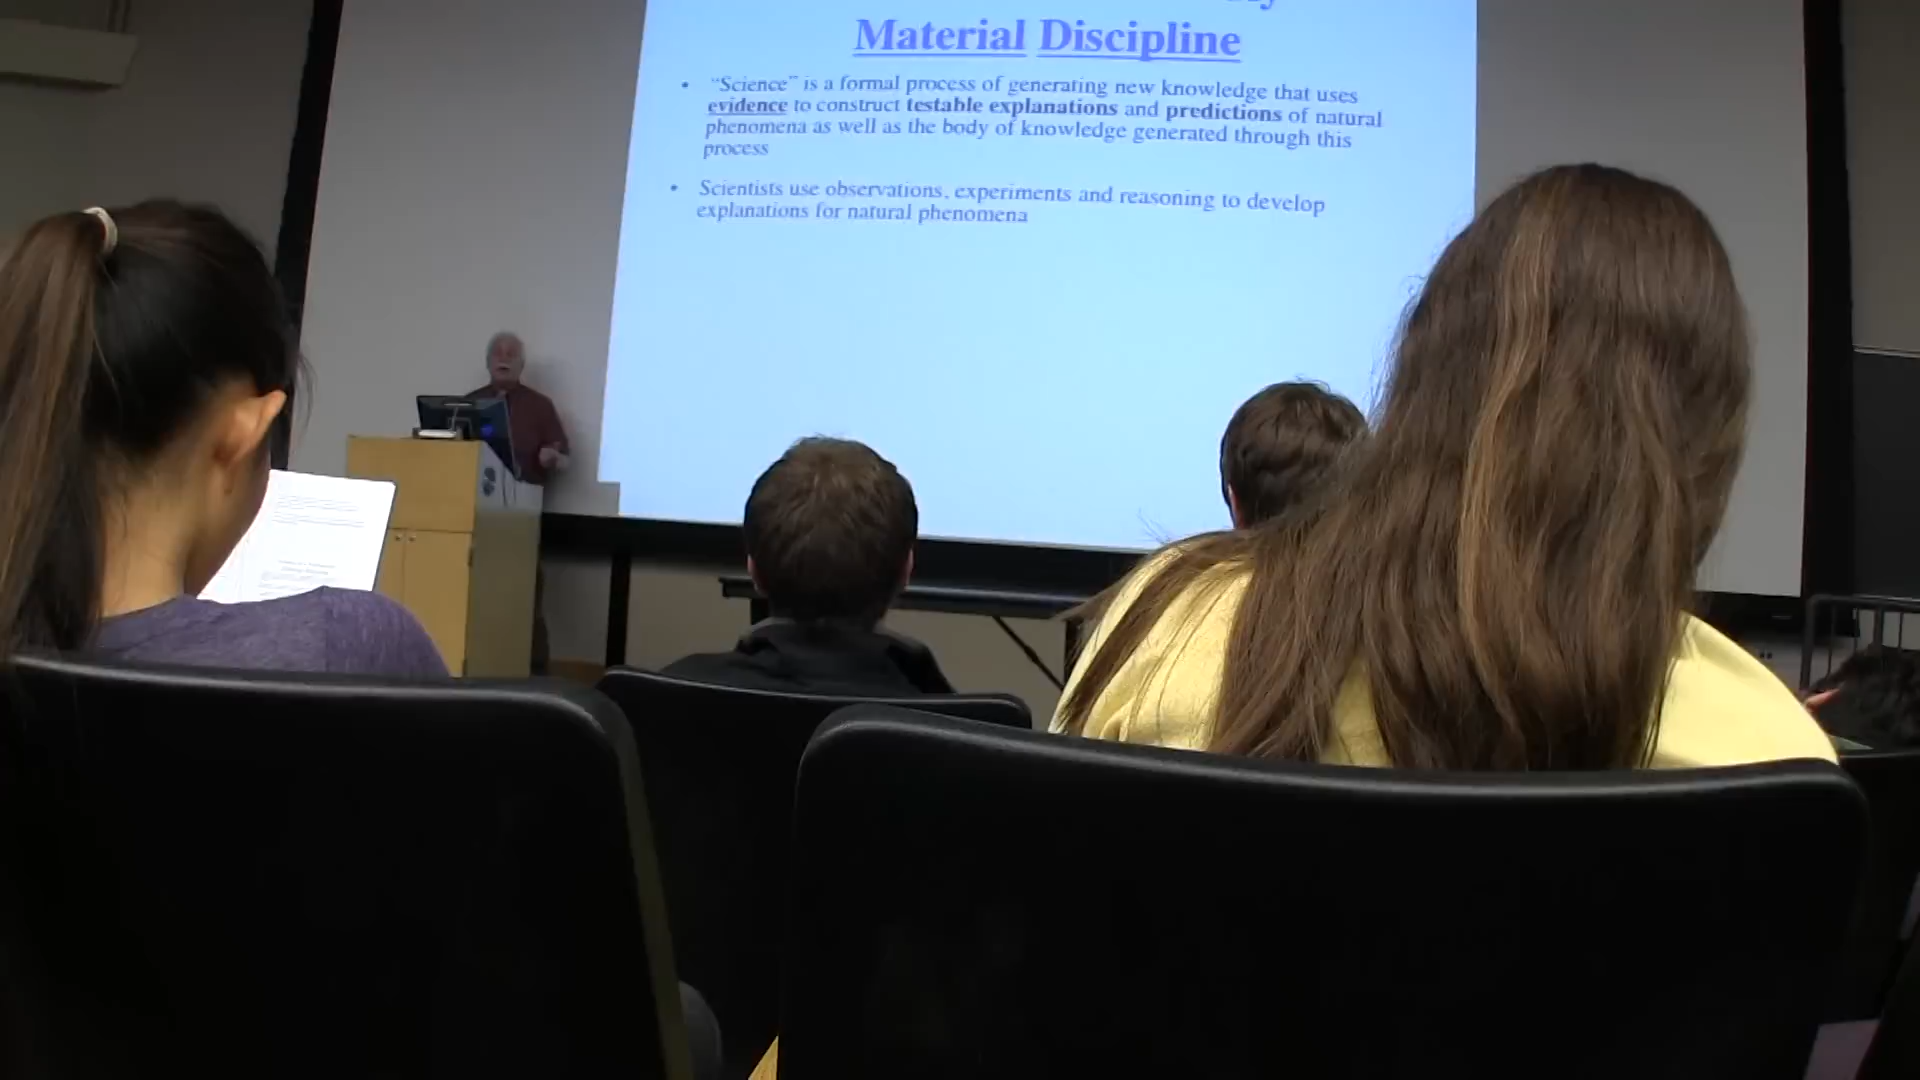 Material Discipline
• “Science” is a formal process of generating new knowledge that uses
evidence to construct testable explanations and predictions of natural
phenomena as well as the body of knowledge generated through this
process
• Scientists use observations, experiments and reasoning to develop
explanations for natural phenomena